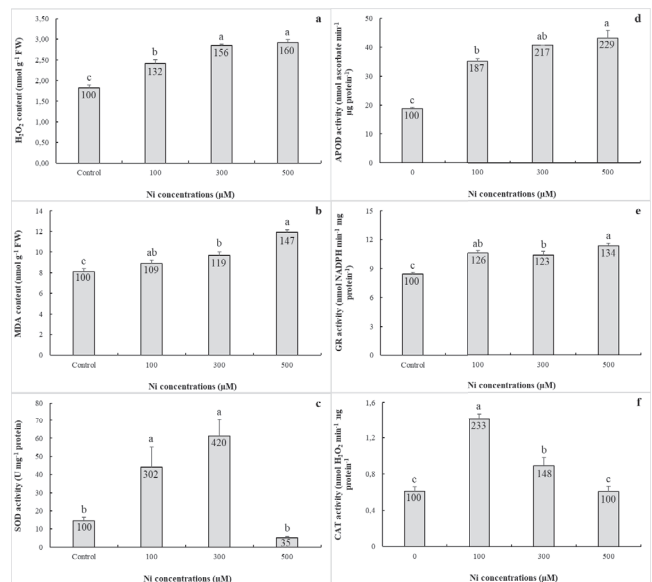 a
H₂O₂ content (nmol g⁻¹ FW)
3,50
3,00
2,50
2,00
1,50
1,00
0,50
0,00
c
b
a
a
100
132
156
160
Control
100
300
500
Ni concentrations (µM)
d
APOD activity (nmol ascorbate min⁻¹
µg protein⁻¹)
50
40
30
20
10
0
c
b
ab
a
100
187
217
229
0
100
300
500
Ni concentrations (µM)
b
MDA content (nmol g⁻¹ FW)
14
12
10
8
6
4
2
0
c
ab
b
a
100
109
119
147
Control
100
300
500
Ni concentrations (µM)
e
GR activity (nmol NADPH min⁻¹ mg
protein⁻¹)
15
12
9
6
3
0
c
ab
b
a
100
126
123
134
Control
100
300
500
Ni concentrations (µM)
c
SOD activity (U mg⁻¹ protein)
80
70
60
50
40
30
20
10
0
b
a
a
b
100
302
420
35
Control
100
300
500
Ni concentrations (µM)
f
CAT activity (nmol H₂O₂ min⁻¹ mg
protein⁻¹)
1,6
1,2
0,8
0,4
0
c
a
b
c
100
233
148
100
0
100
300
500
Ni concentrations (µM)